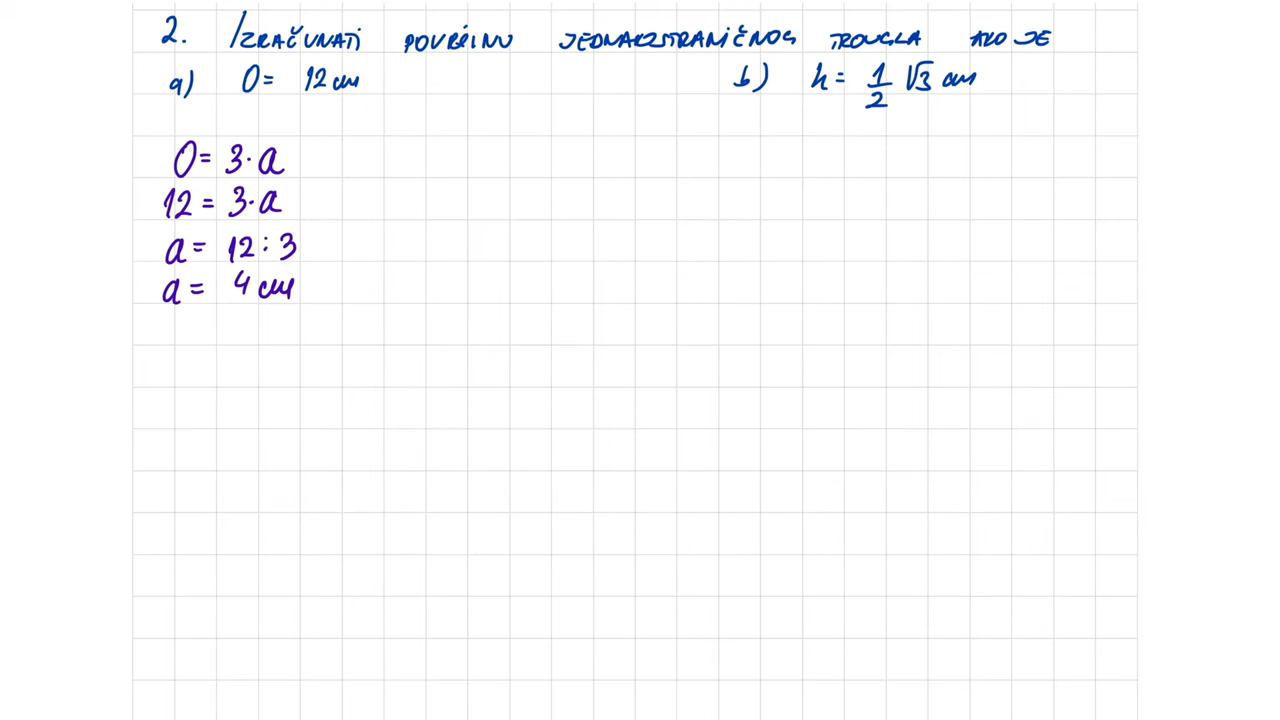 2. IZRAČUNATI POVRŠINU JEDNAKOSTRANIČNOG TROUGLA AKO JE
a) O = 12 cm b) h = 1/2 √3 cm
O = 3 · a
12 = 3 · a
a = 12 : 3
a = 4 cm